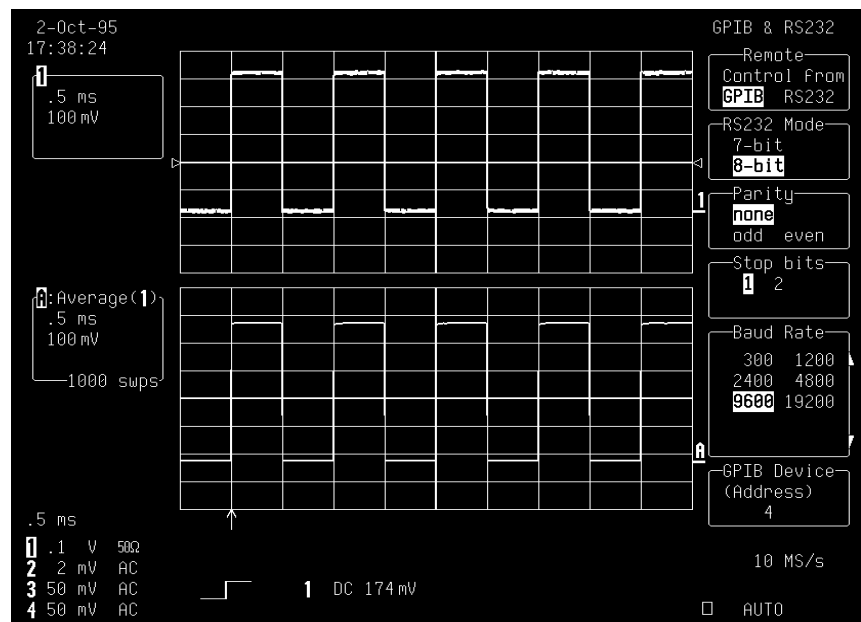 2-Oct-95
17:38:24
1
.5 ms
100 mV
A:Average(1)
.5 ms
100 mV
1000 swps
1
A
.5 ms
1 .1 V 50Ω
2 2 mV AC
3 50 mV AC
4 50 mV AC
1 DC 174 mV
GPIB & RS232
Remote
Control from
GPIB RS232
RS232 Mode
7-bit
8-bit
Parity
none
odd even
Stop bits
1 2
Baud Rate
300 1200
2400 4800
9600 19200
GPIB Device
(Address)
4
10 MS/s
AUTO